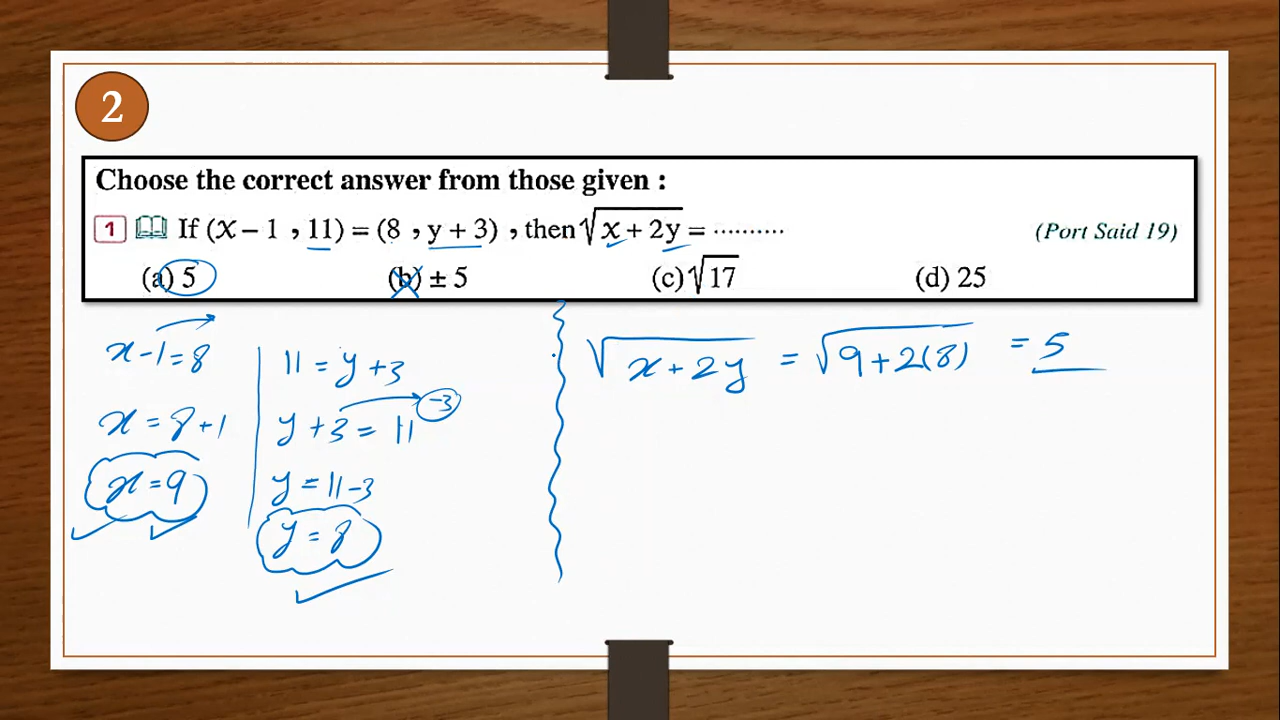 2
Choose the correct answer from those given :
1 If (x − 1 , 11) = (8 , y + 3) , then √(x + 2y) = ..........
(Port Said 19)
(a) 5 (b) ± 5 (c) √17 (d) 25
x - 1 = 8
x = 8 + 1
x = 9
11 = y + 3
y + 3 = 11 -3
y = 11 - 3
y = 8
√(x + 2y) = √(9 + 2(8)) = 5